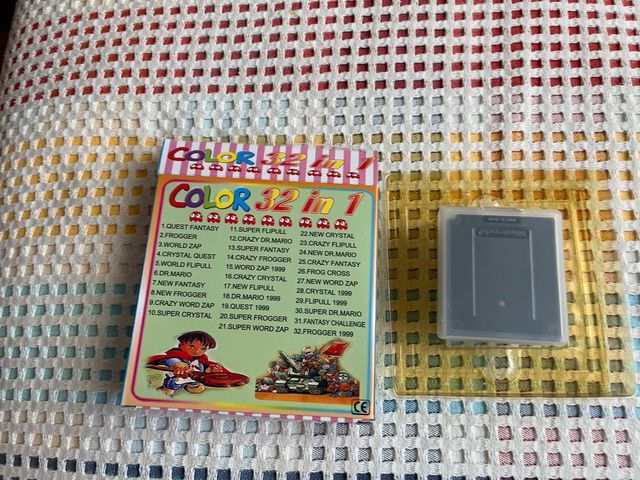 COLOR 32 in 1
COLOR 32 in 1
1.QUEST FANTASY
2.FROGGER
3.WORLD ZAP
4.CRYSTAL QUEST
5.WORLD FLIPULL
6.DR.MARIO
7.NEW FANTASY
8.NEW FROGGER
9.CRAZY WORD ZAP
10.SUPER CRYSTAL
11.SUPER FLIPULL
12.CRAZY DR.MARIO
13.SUPER FANTASY
14.CRAZY FROGGER
15.WORD ZAP 1999
16.CRAZY CRYSTAL
17.NEW FLIPULL
18.DR.MARIO 1999
19.QUEST 1999
20.SUPER FROGGER
21.SUPER WORD ZAP
22.NEW CRYSTAL
23.CRAZY FLIPULL
24.NEW DR.MARIO
25.CRAZY FANTASY
26.FROG CROSS
27.NEW WORD ZAP
28.CRYSTAL 1999
29.FLIPULL 1999
30.SUPER DR.MARIO
31.FANTASY CHALLENGE
32.FROGGER 1999
CE